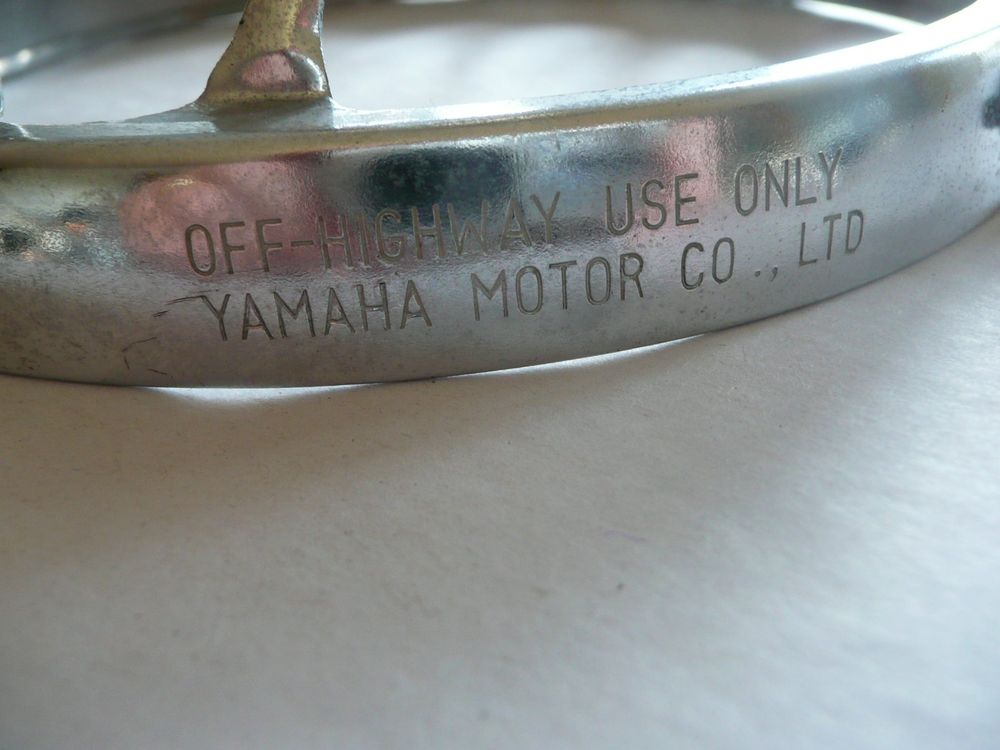 OFF-HIGHWAY USE ONLY
YAMAHA MOTOR CO., LTD